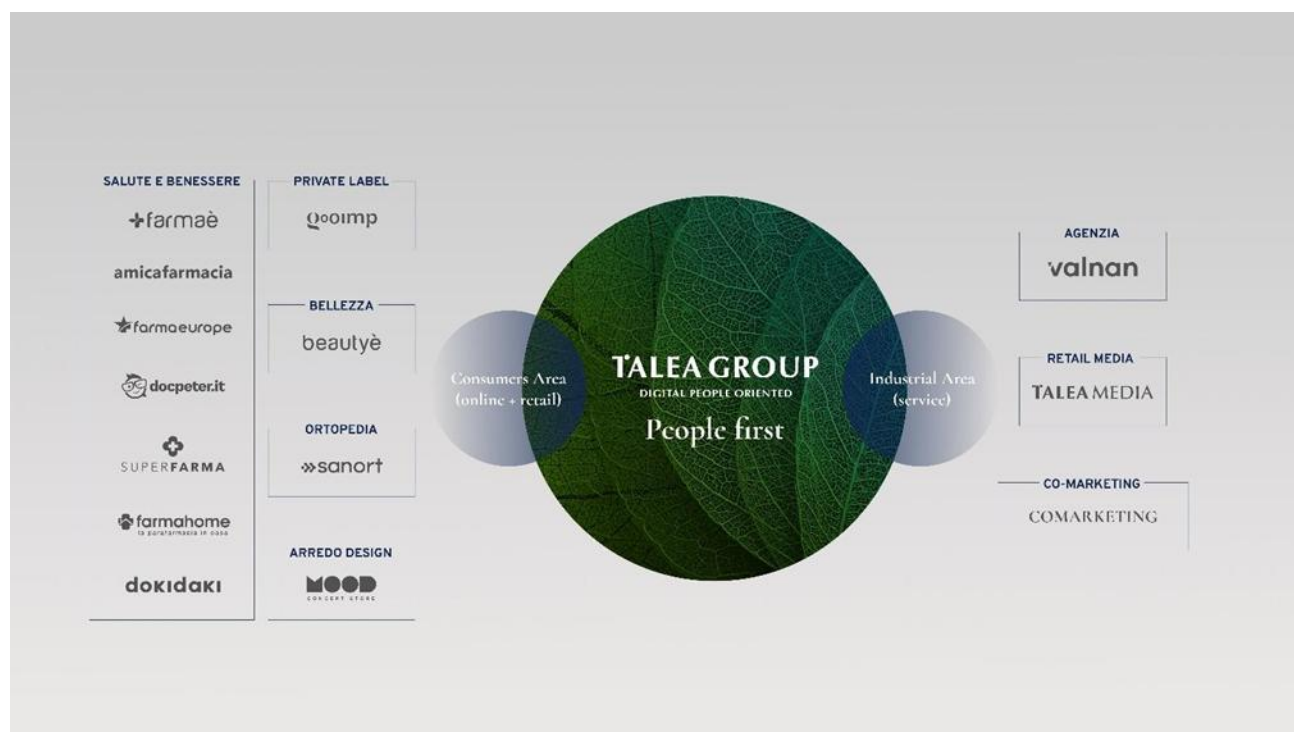 SALUTE E BENESSERE
farmaè
amicafarmacia
farmaeurope
docpeter.it
SUPERFARMA
farmahome
la parafarmacia in casa
dokidaki
PRIVATE LABEL
gooimp
BELLEZZA
beautyè
ORTOPEDIA
sanort
ARREDO DESIGN
MOOD
CONCEPT STORE
Consumers Area
(online + retail)
TALEA GROUP
DIGITAL PEOPLE ORIENTED
People first
Industrial Area
(service)
AGENZIA
valnan
RETAIL MEDIA
TALEA MEDIA
CO-MARKETING
COMARKETING